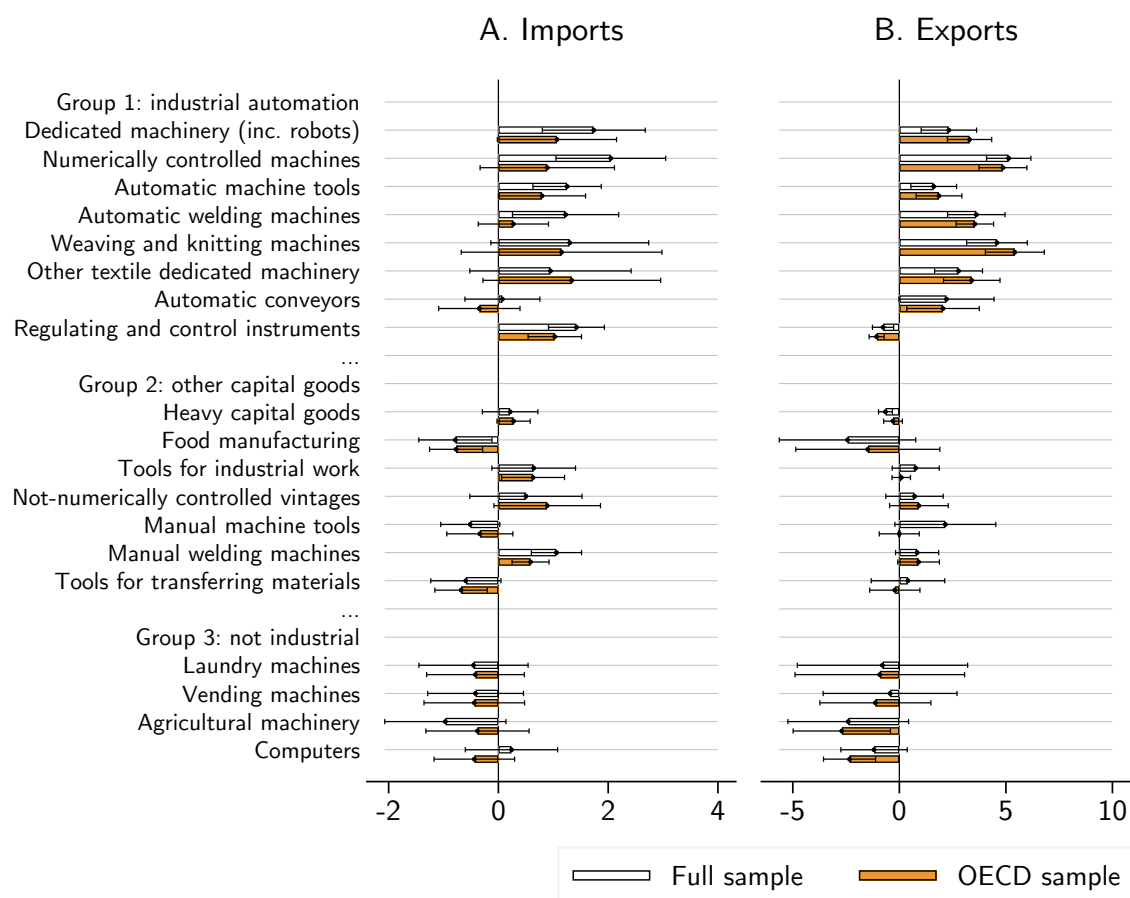 A. Imports
B. Exports
Group 1: industrial automation
Dedicated machinery (inc. robots)
Numerically controlled machines
Automatic machine tools
Automatic welding machines
Weaving and knitting machines
Other textile dedicated machinery
Automatic conveyors
Regulating and control instruments
...
Group 2: other capital goods
Heavy capital goods
Food manufacturing
Tools for industrial work
Not-numerically controlled vintages
Manual machine tools
Manual welding machines
Tools for transferring materials
...
Group 3: not industrial
Laundry machines
Vending machines
Agricultural machinery
Computers
-2 0 2 4
-5 0 5 10
Full sample
OECD sample